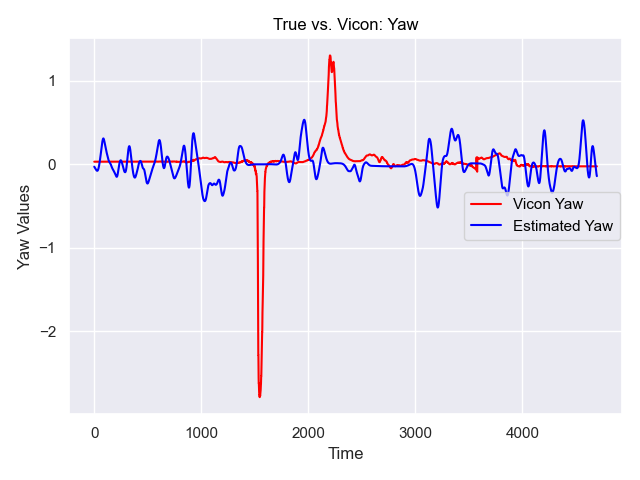 True vs. Vicon: Yaw
1
0
−1
−2
Yaw Values
Vicon Yaw
Estimated Yaw
0 1000 2000 3000 4000
Time